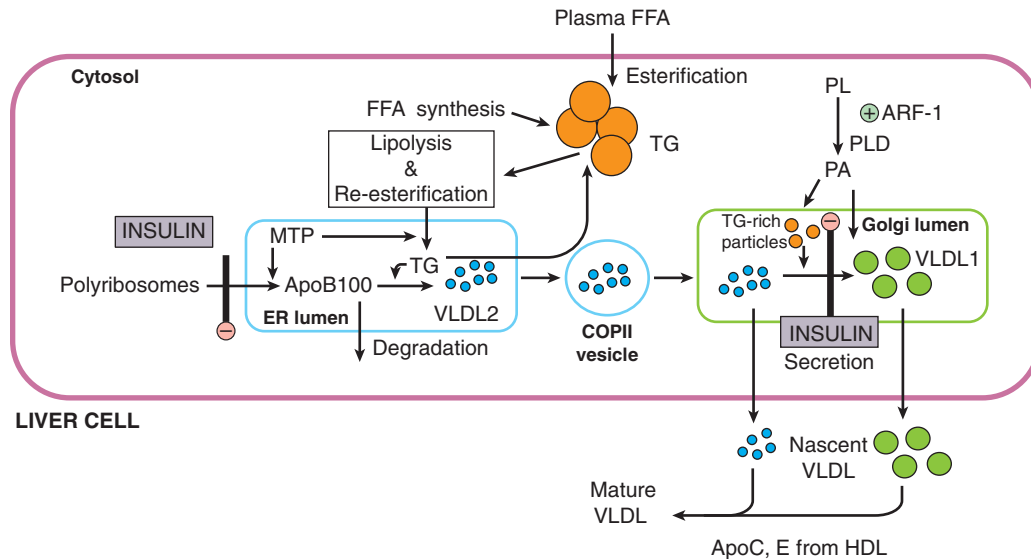 Plasma FFA
Cytosol
Esterification
FFA synthesis
TG
Lipolysis
&
Re-esterification
PL
+ ARF-1
PLD
PA
INSULIN
MTP
TG
Polyribosomes
ApoB100
VLDL2
ER lumen
−
Degradation
COPII
vesicle
TG-rich
particles
−
Golgi lumen
VLDL1
INSULIN
Secretion
LIVER CELL
Nascent
VLDL
Mature
VLDL
ApoC, E from HDL